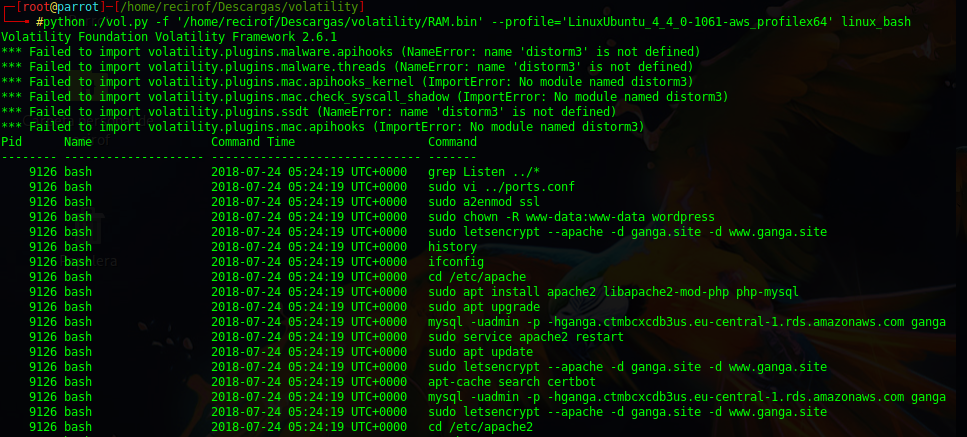 [root@parrot]─[/home/recirof/Descargas/volatility]
#python ./vol.py -f '/home/recirof/Descargas/volatility/RAM.bin' --profile='LinuxUbuntu_4_4_0-1061-aws_profilex64' linux_bash
Volatility Foundation Volatility Framework 2.6.1
*** Failed to import volatility.plugins.malware.apihooks (NameError: name 'distorm3' is not defined)
*** Failed to import volatility.plugins.malware.threads (NameError: name 'distorm3' is not defined)
*** Failed to import volatility.plugins.mac.apihooks_kernel (ImportError: No module named distorm3)
*** Failed to import volatility.plugins.mac.check_syscall_shadow (ImportError: No module named distorm3)
*** Failed to import volatility.plugins.ssdt (NameError: name 'distorm3' is not defined)
*** Failed to import volatility.plugins.mac.apihooks (ImportError: No module named distorm3)
Pid Name Command Time Command
-------- -------------------- ------------------------------ -------
9126 bash 2018-07-24 05:24:19 UTC+0000 grep Listen ../*
9126 bash 2018-07-24 05:24:19 UTC+0000 sudo vi ../ports.conf
9126 bash 2018-07-24 05:24:19 UTC+0000 sudo a2enmod ssl
9126 bash 2018-07-24 05:24:19 UTC+0000 sudo chown -R www-data:www-data wordpress
9126 bash 2018-07-24 05:24:19 UTC+0000 sudo letsencrypt --apache -d ganga.site -d www.ganga.site
9126 bash 2018-07-24 05:24:19 UTC+0000 history
9126 bash 2018-07-24 05:24:19 UTC+0000 ifconfig
9126 bash 2018-07-24 05:24:19 UTC+0000 cd /etc/apache
9126 bash 2018-07-24 05:24:19 UTC+0000 sudo apt install apache2 libapache2-mod-php php-mysql
9126 bash 2018-07-24 05:24:19 UTC+0000 sudo apt upgrade
9126 bash 2018-07-24 05:24:19 UTC+0000 mysql -uadmin -p -hganga.ctmbcxcdb3us.eu-central-1.rds.amazonaws.com ganga
9126 bash 2018-07-24 05:24:19 UTC+0000 sudo service apache2 restart
9126 bash 2018-07-24 05:24:19 UTC+0000 sudo apt update
9126 bash 2018-07-24 05:24:19 UTC+0000 sudo letsencrypt --apache -d ganga.site -d www.ganga.site
9126 bash 2018-07-24 05:24:19 UTC+0000 apt-cache search certbot
9126 bash 2018-07-24 05:24:19 UTC+0000 mysql -uadmin -p -hganga.ctmbcxcdb3us.eu-central-1.rds.amazonaws.com ganga
9126 bash 2018-07-24 05:24:19 UTC+0000 sudo letsencrypt --apache -d ganga.site -d www.ganga.site
9126 bash 2018-07-24 05:24:19 UTC+0000 cd /etc/apache2